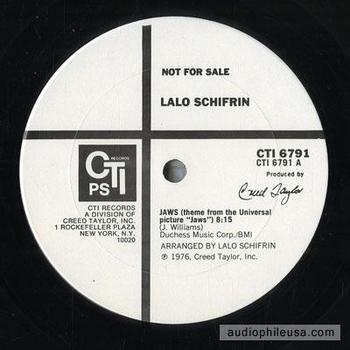 NOT FOR SALE
LALO SCHIFRIN
CTI
RECORDS
PS
CTI 6791
CTI 6791 A
Produced by
Creed Taylor
CTI RECORDS
A DIVISION OF
CREED TAYLOR, INC.
1 ROCKEFELLER PLAZA
NEW YORK, N.Y.
10020
JAWS (theme from the Universal
picture "Jaws") 8:15
(J. Williams)
Duchess Music Corp./BMI
ARRANGED BY LALO SCHIFRIN
℗ 1976, Creed Taylor, Inc.
audiophileusa.com